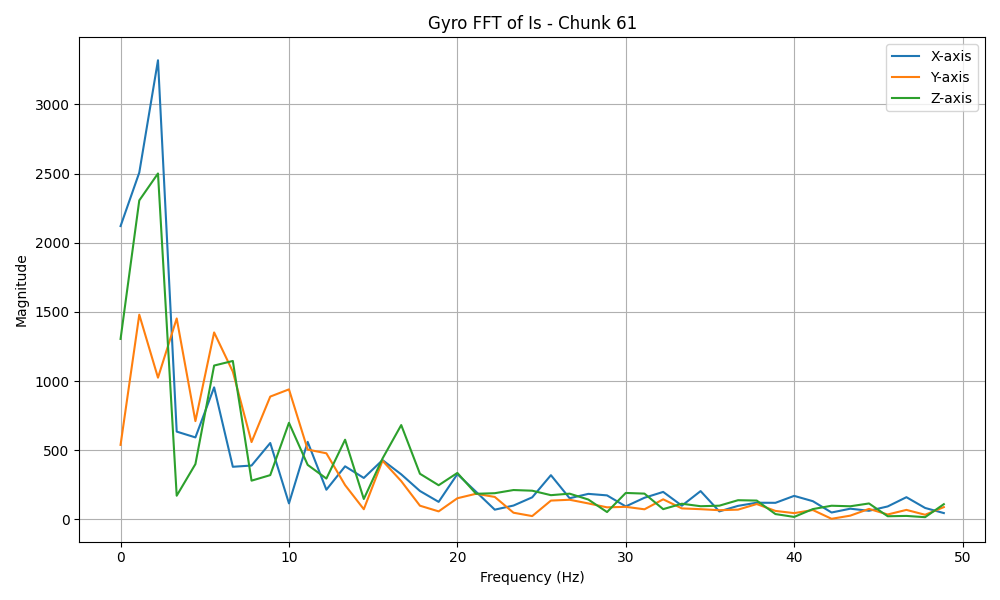 Gyro FFT of Is - Chunk 61
X-axis
Y-axis
Z-axis
Magnitude
3000
2500
2000
1500
1000
500
0
0 10 20 30 40 50
Frequency (Hz)